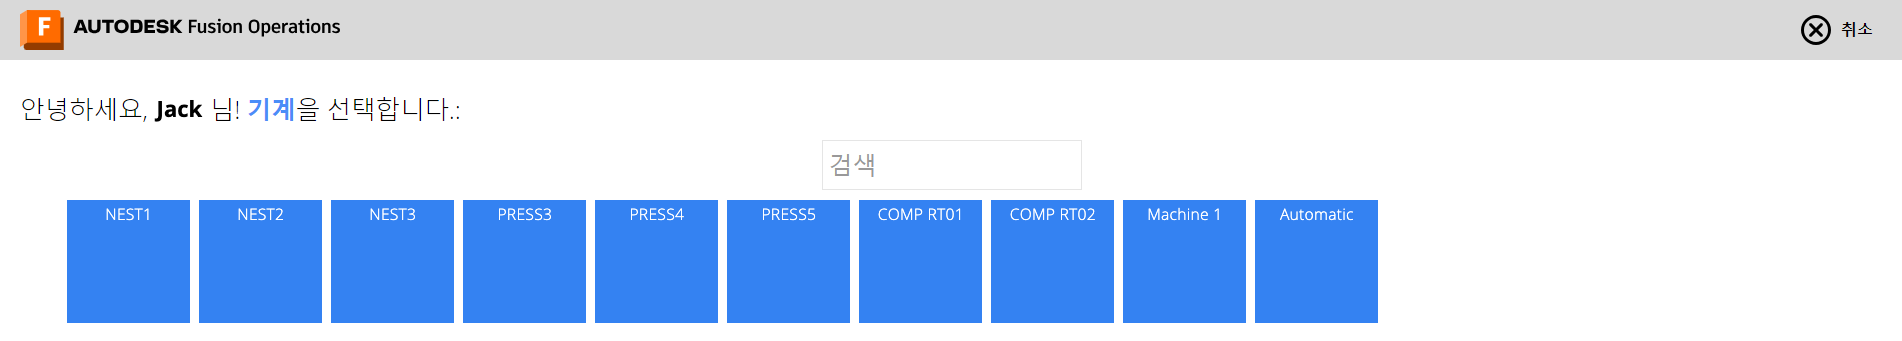 F AUTODESK Fusion Operations
취소
안녕하세요, Jack 님! 기계을 선택합니다.:
검색
NEST1 NEST2 NEST3 PRESS3 PRESS4 PRESS5 COMP RT01 COMP RT02 Machine 1 Automatic